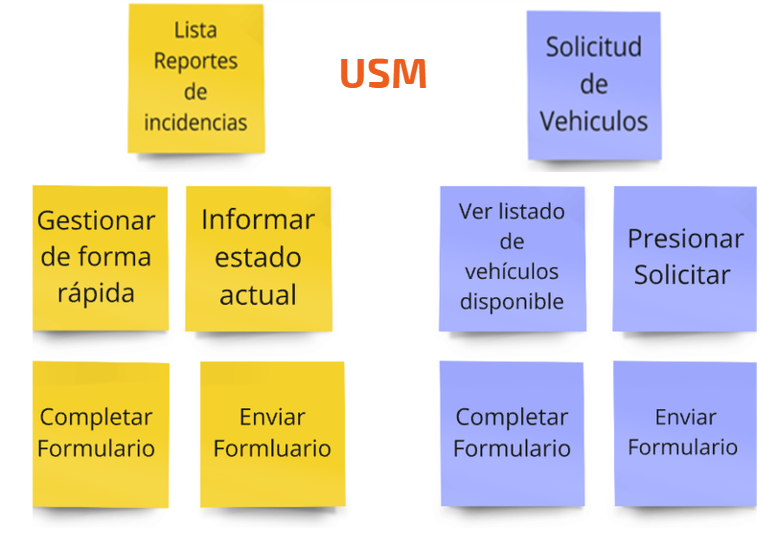 Lista
Reportes
de
incidencias
USM
Solicitud
de
Vehiculos
Gestionar
de forma
rápida
Informar
estado
actual
Ver listado
de
vehículos
disponible
Presionar
Solicitar
Completar
Formulario
Enviar
Formluario
Completar
Formulario
Enviar
Formulario